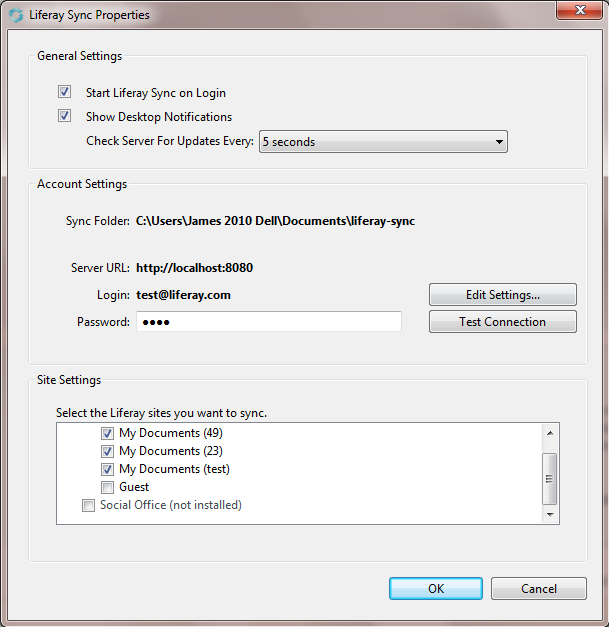 Liferay Sync Properties
General Settings
Start Liferay Sync on Login
Show Desktop Notifications
Check Server For Updates Every: 5 seconds
Account Settings
Sync Folder: C:\Users\James 2010 Dell\Documents\liferay-sync
Server URL: http://localhost:8080
Login: test@liferay.com
Edit Settings...
Password: ●●●●
Test Connection
Site Settings
Select the Liferay sites you want to sync.
My Documents (49)
My Documents (23)
My Documents (test)
Guest
Social Office (not installed)
OK Cancel